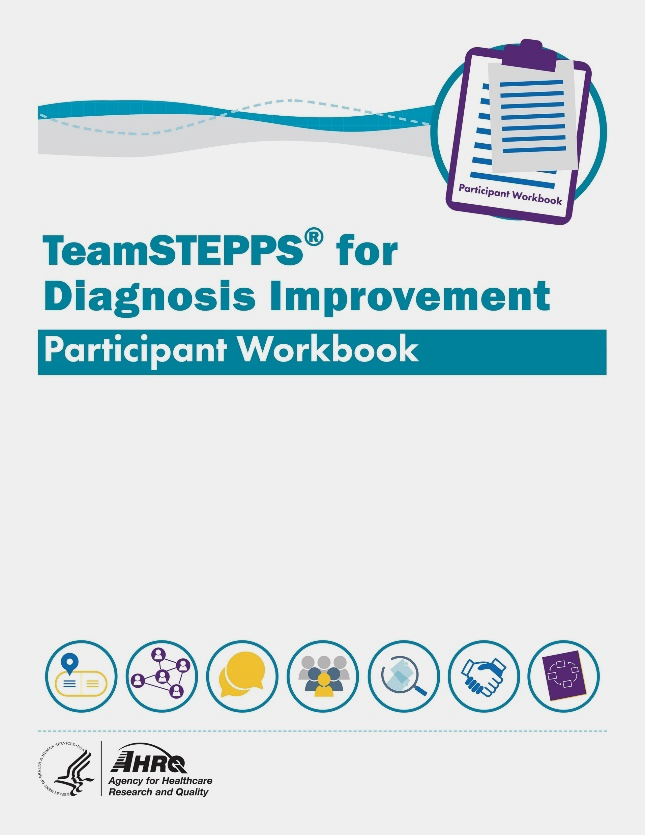 Participant Workbook
TeamSTEPPS® for
Diagnosis Improvement
Participant Workbook
AHRQ
Agency for Healthcare
Research and Quality